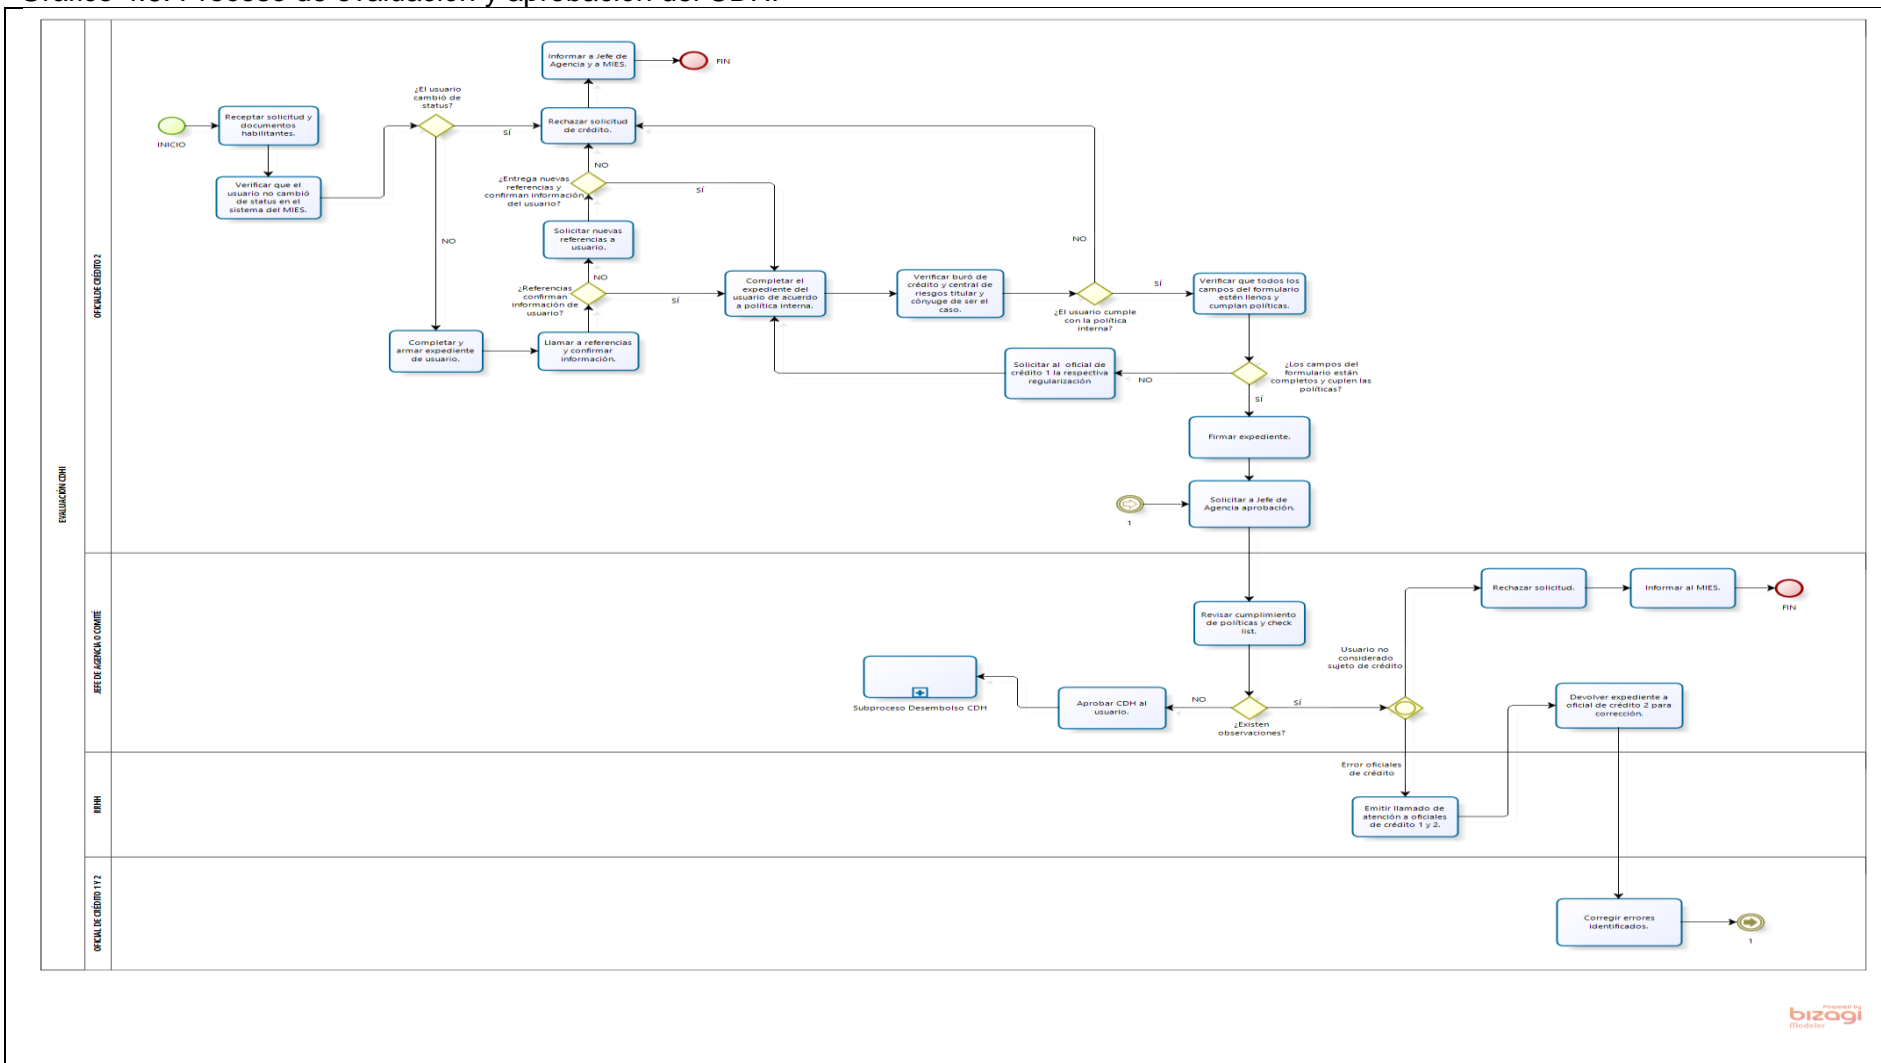 EVALUACIÓN CDHI
OFICIAL DE CRÉDITO 2
INICIO
Receptar solicitud y
documentos
habilitantes.
Verificar que el
usuario no cambió
de status en el
sistema del MIES.
¿El usuario
cambió de
status?
SÍ
NO
Informar a Jefe de
Agencia y a MIES.
FIN
Rechazar solicitud
de crédito.
NO
¿Entrega nuevas
referencias y
confirman información
del usuario?
SÍ
Solicitar nuevas
referencias a
usuario.
NO
¿Referencias
confirman
información de
usuario?
SÍ
Completar y
armar expediente
de usuario.
Llamar a referencias
y confirmar
información.
Completar el
expediente del
usuario de acuerdo
a política interna.
Verificar buró de
crédito y central de
riesgos titular y
cónyuge de ser el
caso.
NO
¿El usuario cumple
con la política
interna?
SÍ
Verificar que todos los
campos del formulario
estén llenos y
cumplan políticas.
Solicitar al oficial de
crédito 1 la respectiva
regularización
NO
¿Los campos del
formulario están
completos y cuplen las
políticas?
SÍ
Firmar expediente.
1
Solicitar a Jefe de
Agencia aprobación.
JEFE DE AGENCIA O COMITÉ
Revisar cumplimiento
de políticas y check
list.
Subproceso Desembolso CDH
Aprobar CDH al
usuario.
NO
¿Existen
observaciones?
SÍ
Usuario no
considerado
sujeto de crédito
Rechazar solicitud.
Informar al MIES.
FIN
Devolver expediente a
oficial de crédito 2 para
corrección.
RRHH
Error oficiales
de crédito
Emitir llamado de
atención a oficiales
de crédito 1 y 2.
OFICIAL DE CRÉDITO 1 Y 2
Corregir errores
identificados.
1
Powered by
bizagi
Modeler